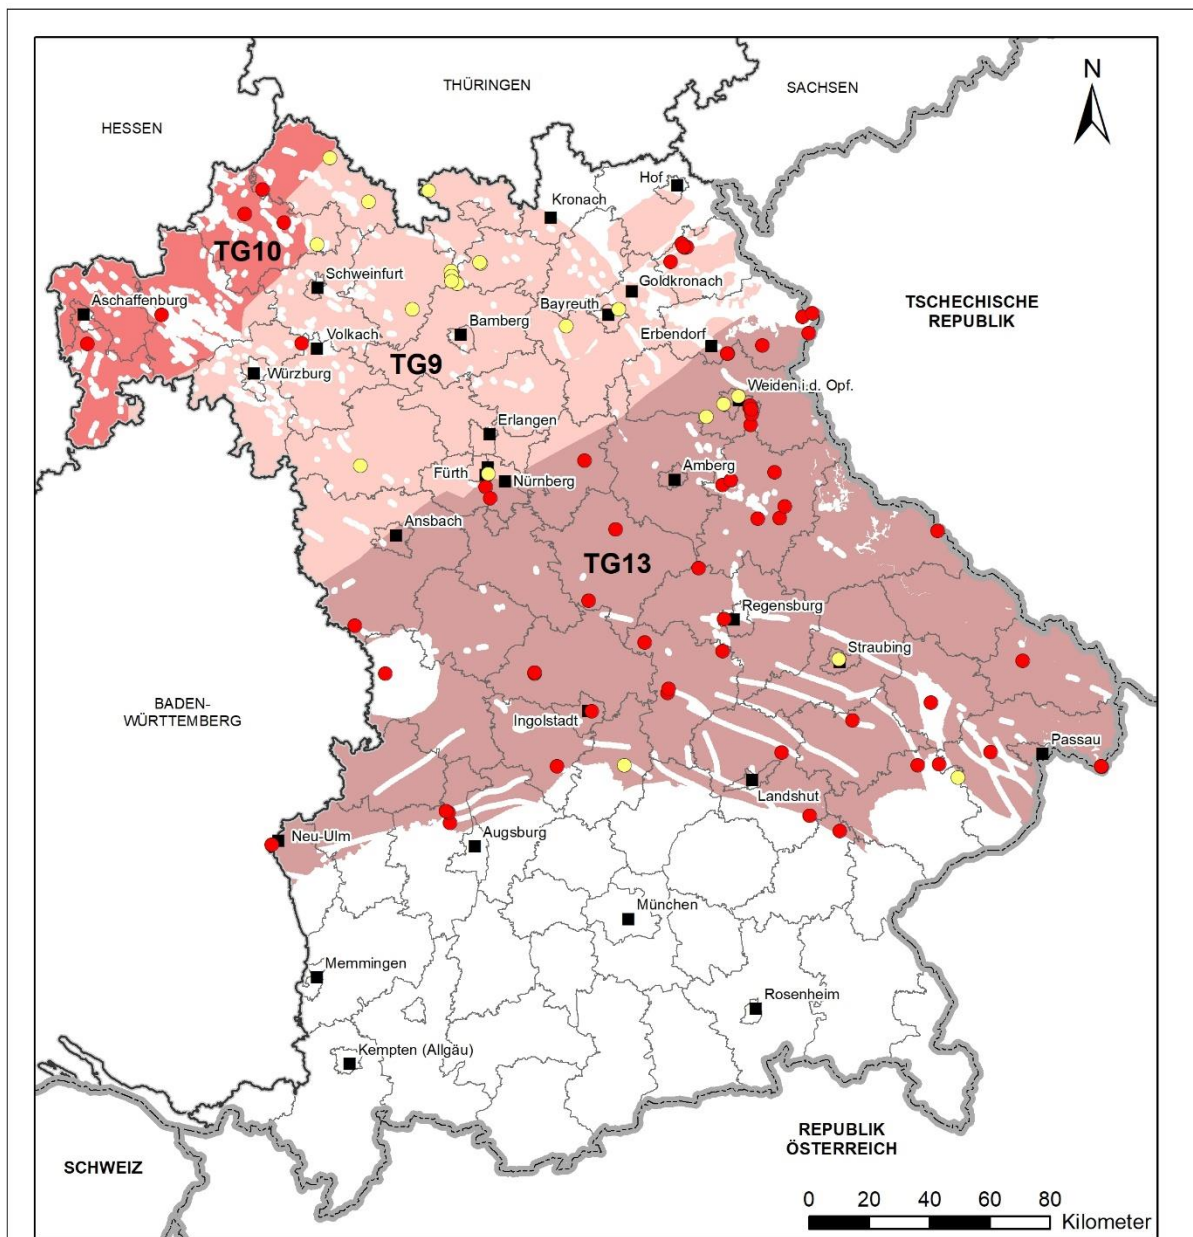 THÜRINGEN
SACHSEN
HESSEN
N
Hof
Kronach
TG10
Schweinfurt
Goldkronach
Aschaffenburg
Bayreuth
TSCHECHISCHE
REPUBLIK
Volkach
Bamberg
Erbendorf
TG9
Würzburg
Weiden i.d. Opf.
Erlangen
Fürth
Nürnberg
Amberg
Ansbach
TG13
Regensburg
Straubing
BADEN-
WÜRTTEMBERG
Ingolstadt
Passau
Landshut
Neu-Ulm
Augsburg
München
Memmingen
Rosenheim
Kempten (Allgäu)
REPUBLIK
ÖSTERREICH
SCHWEIZ
0 20 40 60 80
Kilometer